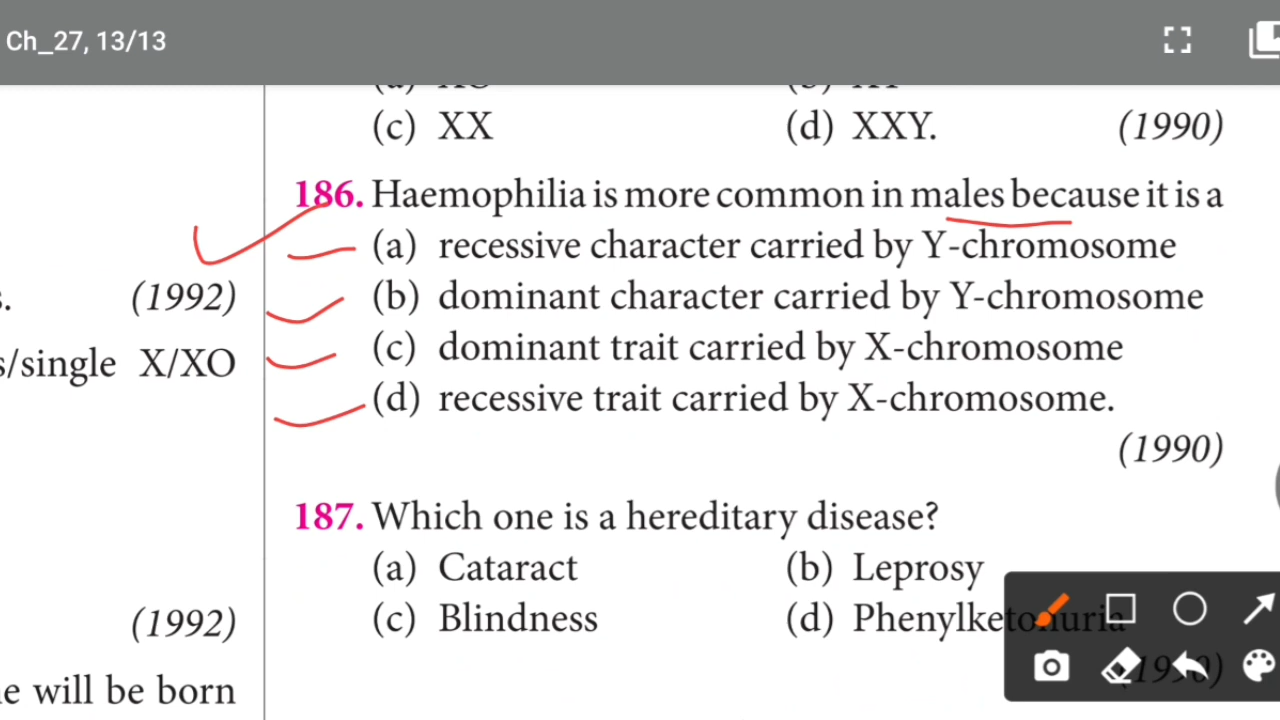 Ch_27, 13/13
(c) XX (d) XXY. (1990)
186. Haemophilia is more common in males because it is a
(a) recessive character carried by Y-chromosome
(b) dominant character carried by Y-chromosome
(c) dominant trait carried by X-chromosome
(d) recessive trait carried by X-chromosome.
(1990)
187. Which one is a hereditary disease?
(a) Cataract (b) Leprosy
(c) Blindness (d) Phenylketonuria
(1990)
(1992)
/single X/XO
(1992)
will be born